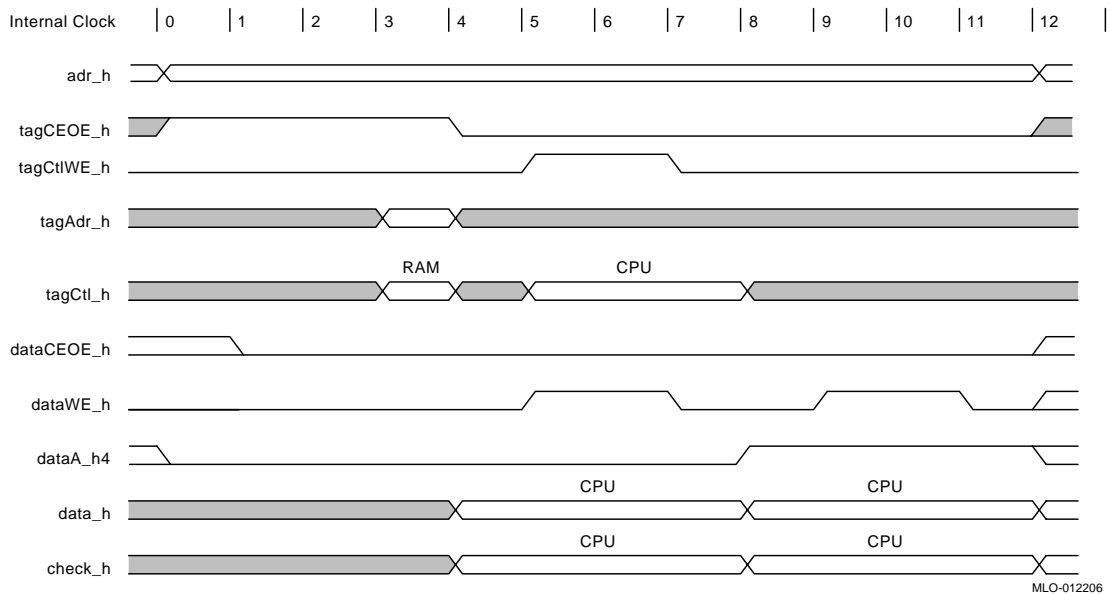 Internal Clock 0 1 2 3 4 5 6 7 8 9 10 11 12
adr_h
tagCEOE_h
tagCtlWE_h
tagAdr_h
RAM CPU
tagCtl_h
dataCEOE_h
dataWE_h
dataA_h4
CPU CPU
data_h
CPU CPU
check_h
MLO-012206